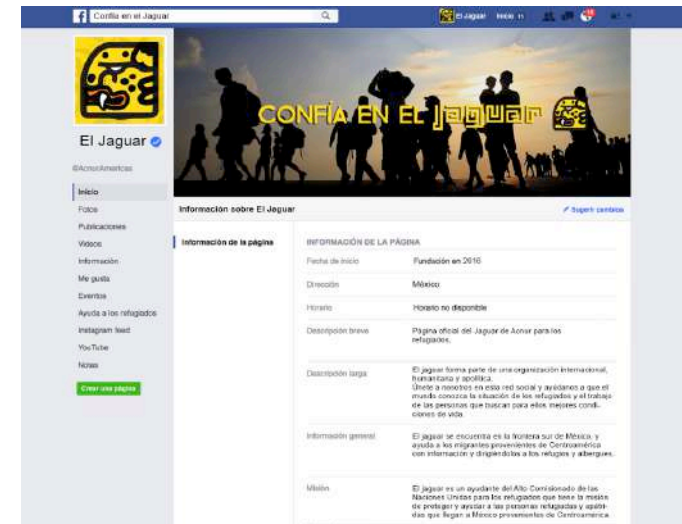 Confía en el Jaguar
El Jaguar Inicio 11
CONFÍA EN EL jaguar
El Jaguar
@AcnurAmericas
Inicio
Fotos
Publicaciones
Videos
Información
Me gusta
Eventos
Ayuda a los refugiados
Instagram feed
YouTube
Notas
Crear una página
Información sobre El Jaguar
Sugerir cambios
Información de la página
INFORMACIÓN DE LA PÁGINA
Fecha de inicio Fundación en 2016
Dirección México
Horario Horario no disponible
Descripción breve Página oficial del Jaguar de Acnur para los
refugiados.
Descripción larga El jaguar forma parte de una organización internacional,
humanitaria y apolítica.
Únete a nosotros en esta red social y ayúdanos a que el
mundo conozca la situación de los refugiados y el trabajo
de las personas que buscan para ellos mejores condi-
ciones de vida.
Información general El jaguar se encuentra en la frontera sur de México, y
ayuda a los migrantes provenientes de Centroamérica
con información y dirigiéndolos a los refugios y albergues.
Misión El jaguar es un ayudante del Alto Comisionado de las
Naciones Unidas para los refugiados que tiene la misión
de proteger y ayudar a las personas refugiadas y apátri-
das que llegan a México provenientes de Centroamérica